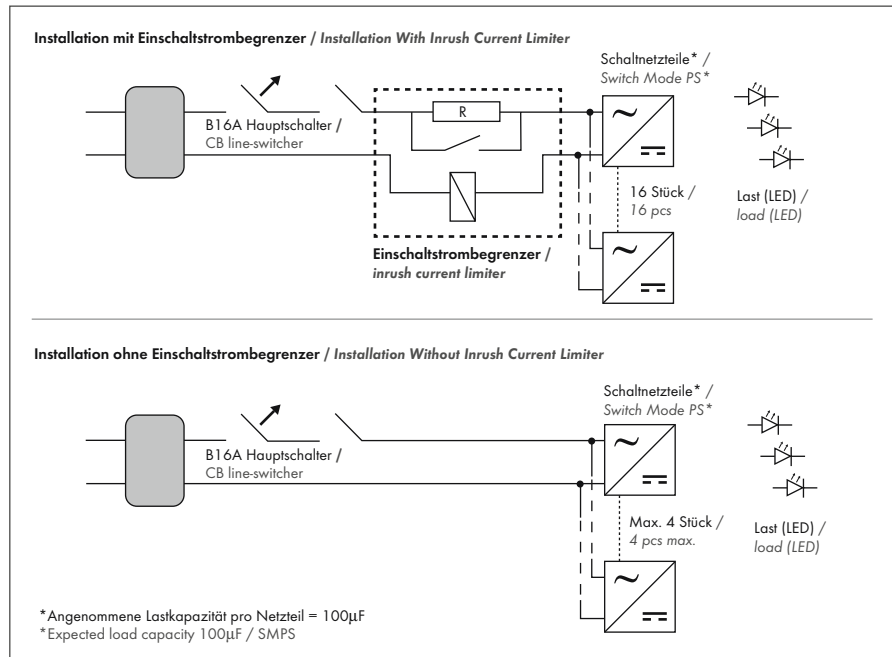 Installation mit Einschaltstrombegrenzer / Installation With Inrush Current Limiter
Schaltnetzteile* /
Switch Mode PS*
R
B16A Hauptschalter /
CB line-switcher
16 Stück /
16 pcs
Last (LED) /
load (LED)
Einschaltstrombegrenzer /
inrush current limiter
Installation ohne Einschaltstrombegrenzer / Installation Without Inrush Current Limiter
Schaltnetzteile* /
Switch Mode PS*
B16A Hauptschalter /
CB line-switcher
Max. 4 Stück /
4 pcs max.
Last (LED) /
load (LED)
*Angenommene Lastkapazität pro Netzteil = 100µF
*Expected load capacity 100µF / SMPS